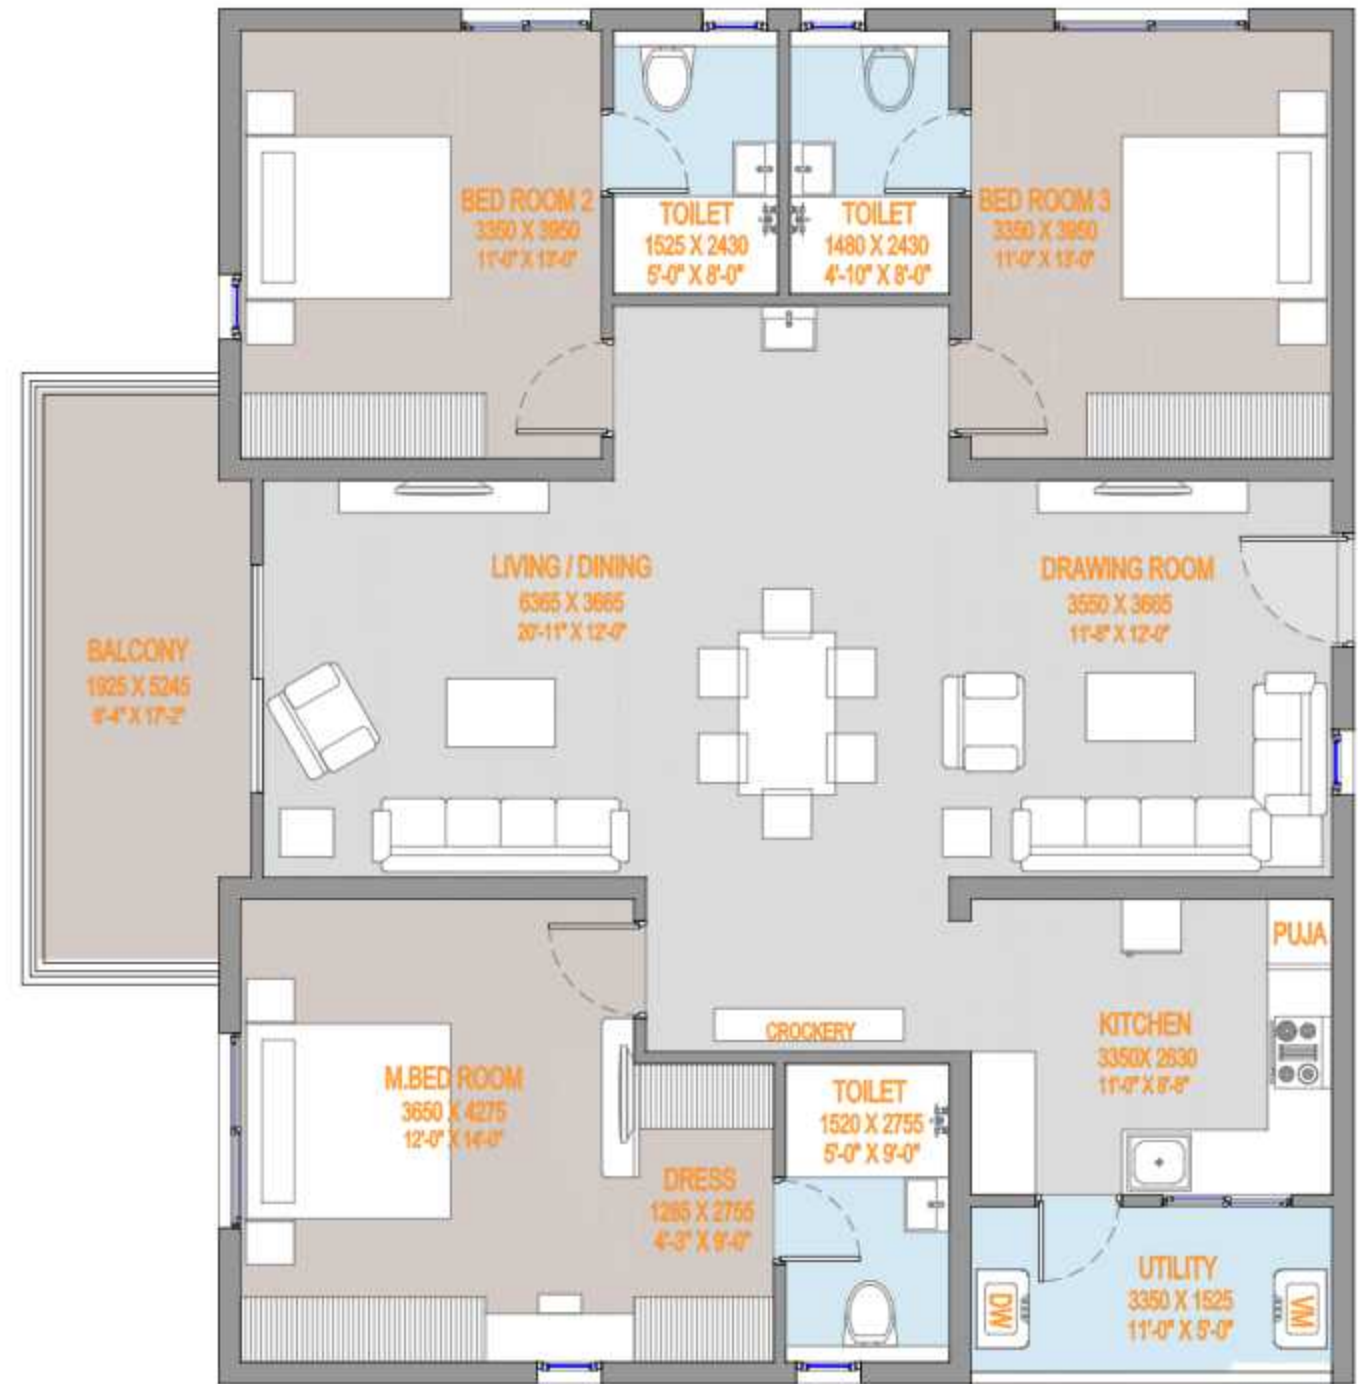 BED ROOM 2
3350 X 3950
11'-0" X 13'-0"
TOILET
1525 X 2430
5'-0" X 8'-0"
TOILET
1480 X 2430
4'-10" X 8'-0"
BED ROOM 3
3350 X 3950
11'-0" X 13'-0"
LIVING / DINING
6365 X 3665
20'-11" X 12'-0"
DRAWING ROOM
3550 X 3665
11'-8" X 12'-0"
BALCONY
1925 X 5245
6'-4" X 17'-2"
PUJA
CROCKERY
KITCHEN
3350X 2630
11'-0" X 8'-8"
M.BED ROOM
3650 X 4275
12'-0" X 14'-0"
TOILET
1520 X 2755
5'-0" X 9'-0"
DRESS
1285 X 2755
4'-3" X 9'-0"
UTILITY
3350 X 1525
11'-0" X 5'-0"
DW
WM